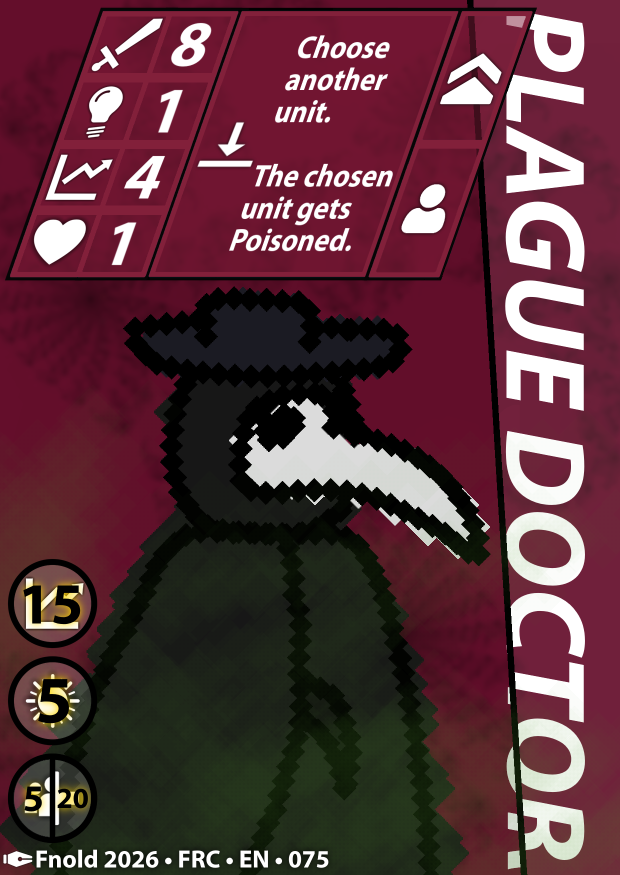 8
1
4
1
Choose
another
unit.
The chosen
unit gets
Poisoned.
PLAGUE DOCTOR
15
5
5 20
Fnold 2026 • FRC • EN • 075